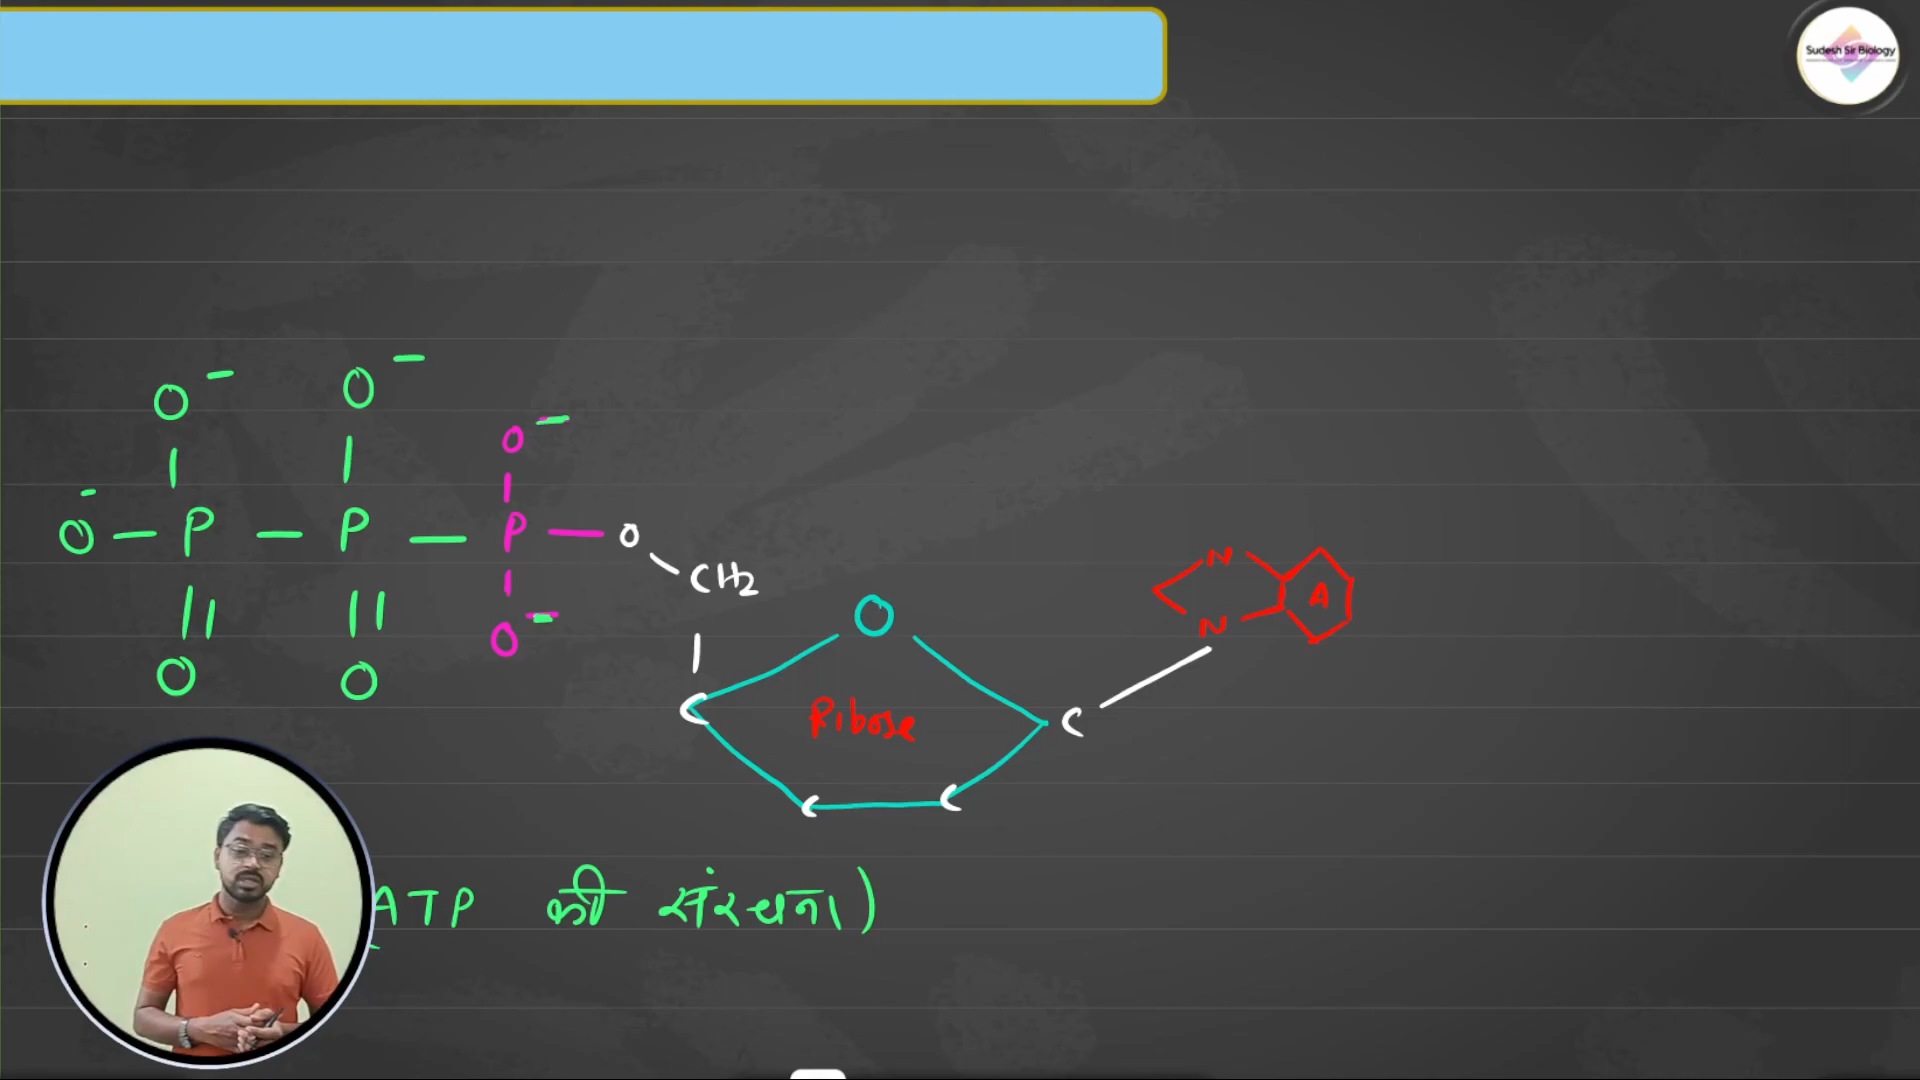 Sudesh Sir Biology
O⁻ O⁻
O⁻
O⁻ — P — P — P — O
CH₂
O O O⁻
O
N
N
A
C
Ribose
C
C C
ATP की संरचना)